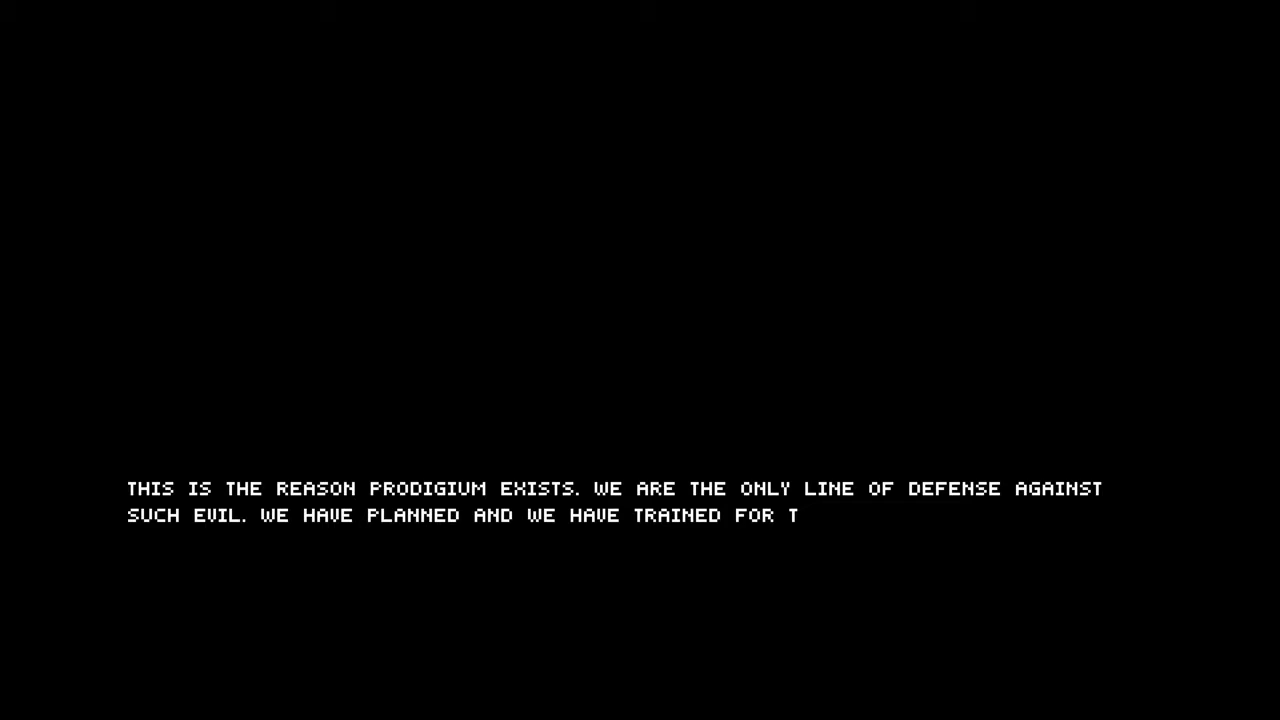 THIS IS THE REASON PRODIGIUM EXISTS. WE ARE THE ONLY LINE OF DEFENSE AGAINST
SUCH EVIL. WE HAVE PLANNED AND WE HAVE TRAINED FOR T